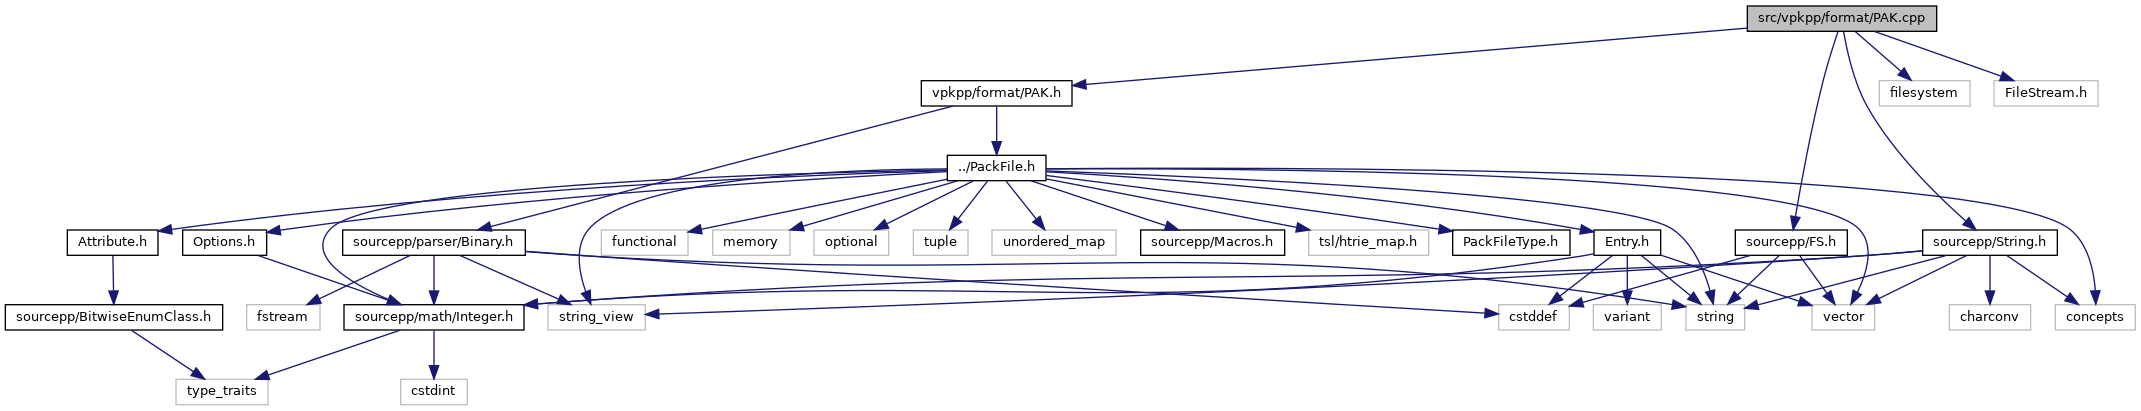 src/vpkpp/format/PAK.cpp
vpkpp/format/PAK.h
filesystem
FileStream.h
../PackFile.h
Attribute.h
Options.h
sourcepp/parser/Binary.h
functional
memory
optional
tuple
unordered_map
sourcepp/Macros.h
tsl/htrie_map.h
PackFileType.h
Entry.h
sourcepp/FS.h
sourcepp/String.h
sourcepp/BitwiseEnumClass.h
fstream
sourcepp/math/Integer.h
string_view
cstddef
variant
string
vector
charconv
concepts
type_traits
cstdint